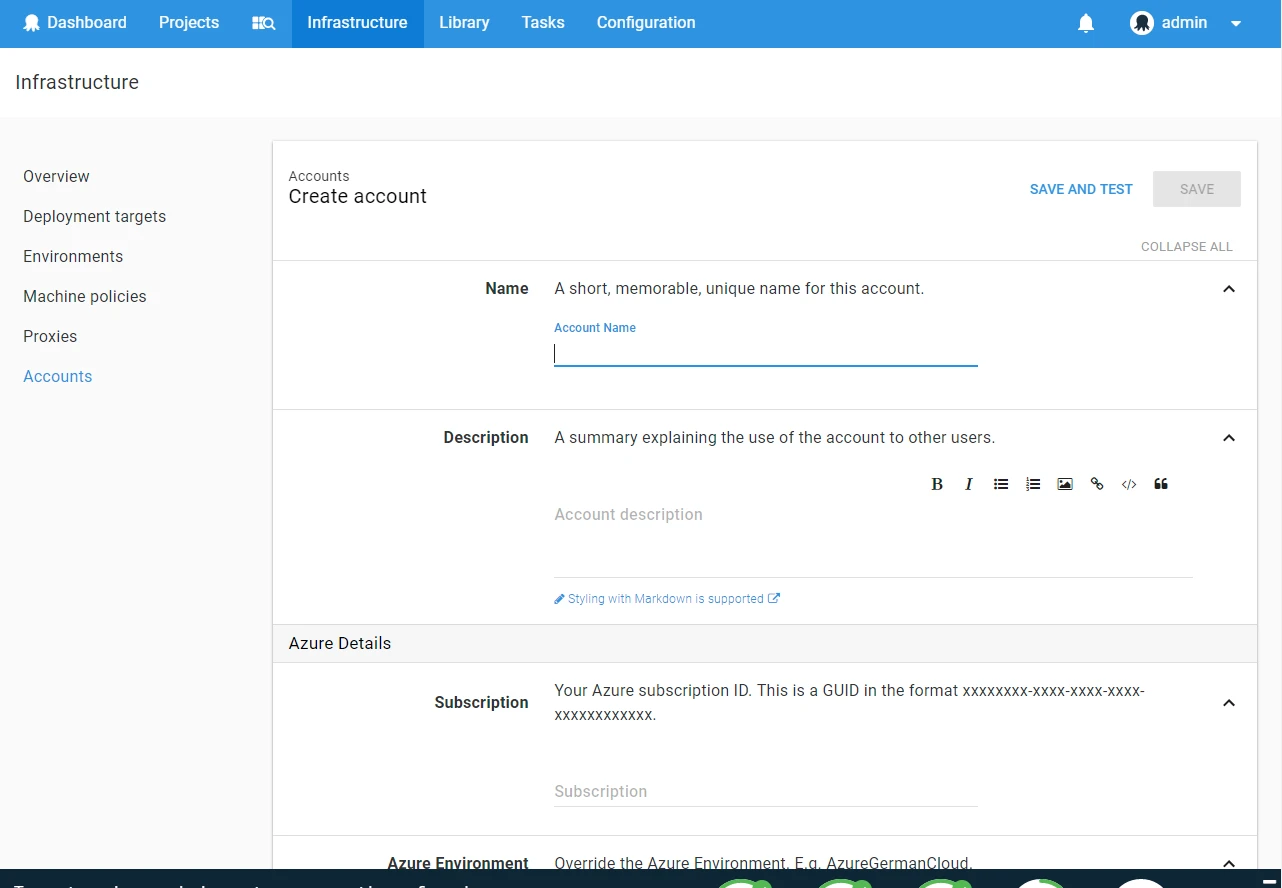 Dashboard Projects Infrastructure Library Tasks Configuration admin
Infrastructure
Overview
Deployment targets
Environments
Machine policies
Proxies
Accounts
Accounts
Create account
SAVE AND TEST SAVE
COLLAPSE ALL
Name A short, memorable, unique name for this account.
Account Name
Description A summary explaining the use of the account to other users.
B I
Account description
Styling with Markdown is supported
Azure Details
Subscription Your Azure subscription ID. This is a GUID in the format xxxxxxxx-xxxx-xxxx-xxxx-
xxxxxxxxxxxx.
Subscription
Azure Environment Override the Azure Environment. E.g. AzureGermanCloud.